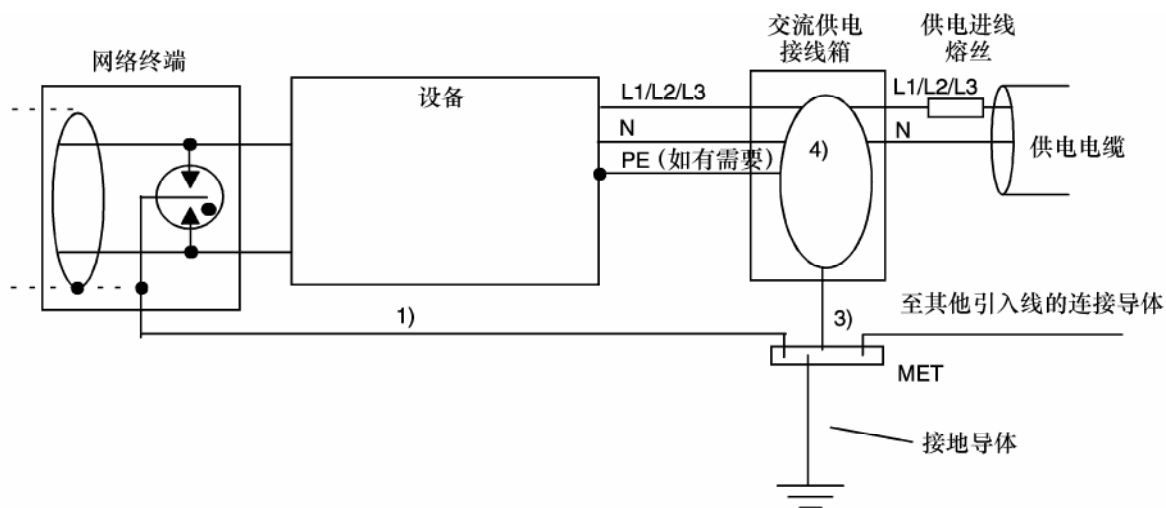 网络终端
设备
交流供电
接线箱
供电进线
熔丝
L1/L2/L3
N
PE（如有需要）
4)
L1/L2/L3
N
供电电缆
1)
3)
至其他引入线的连接导体
MET
接地导体